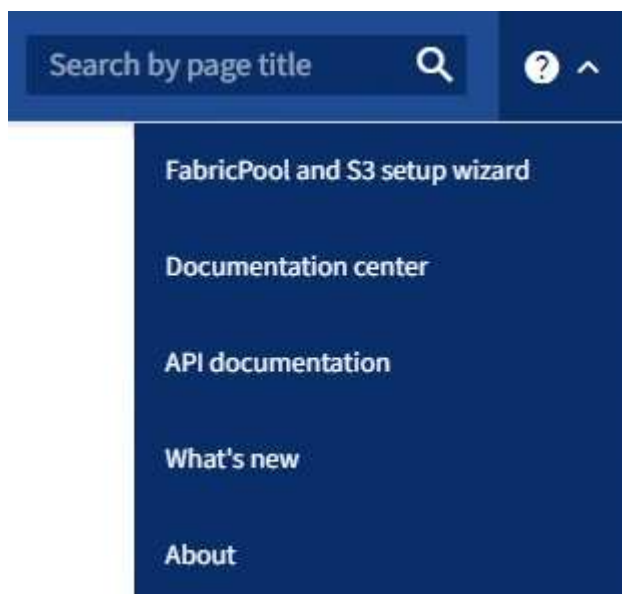 Search by page title
FabricPool and S3 setup wizard
Documentation center
API documentation
What's new
About